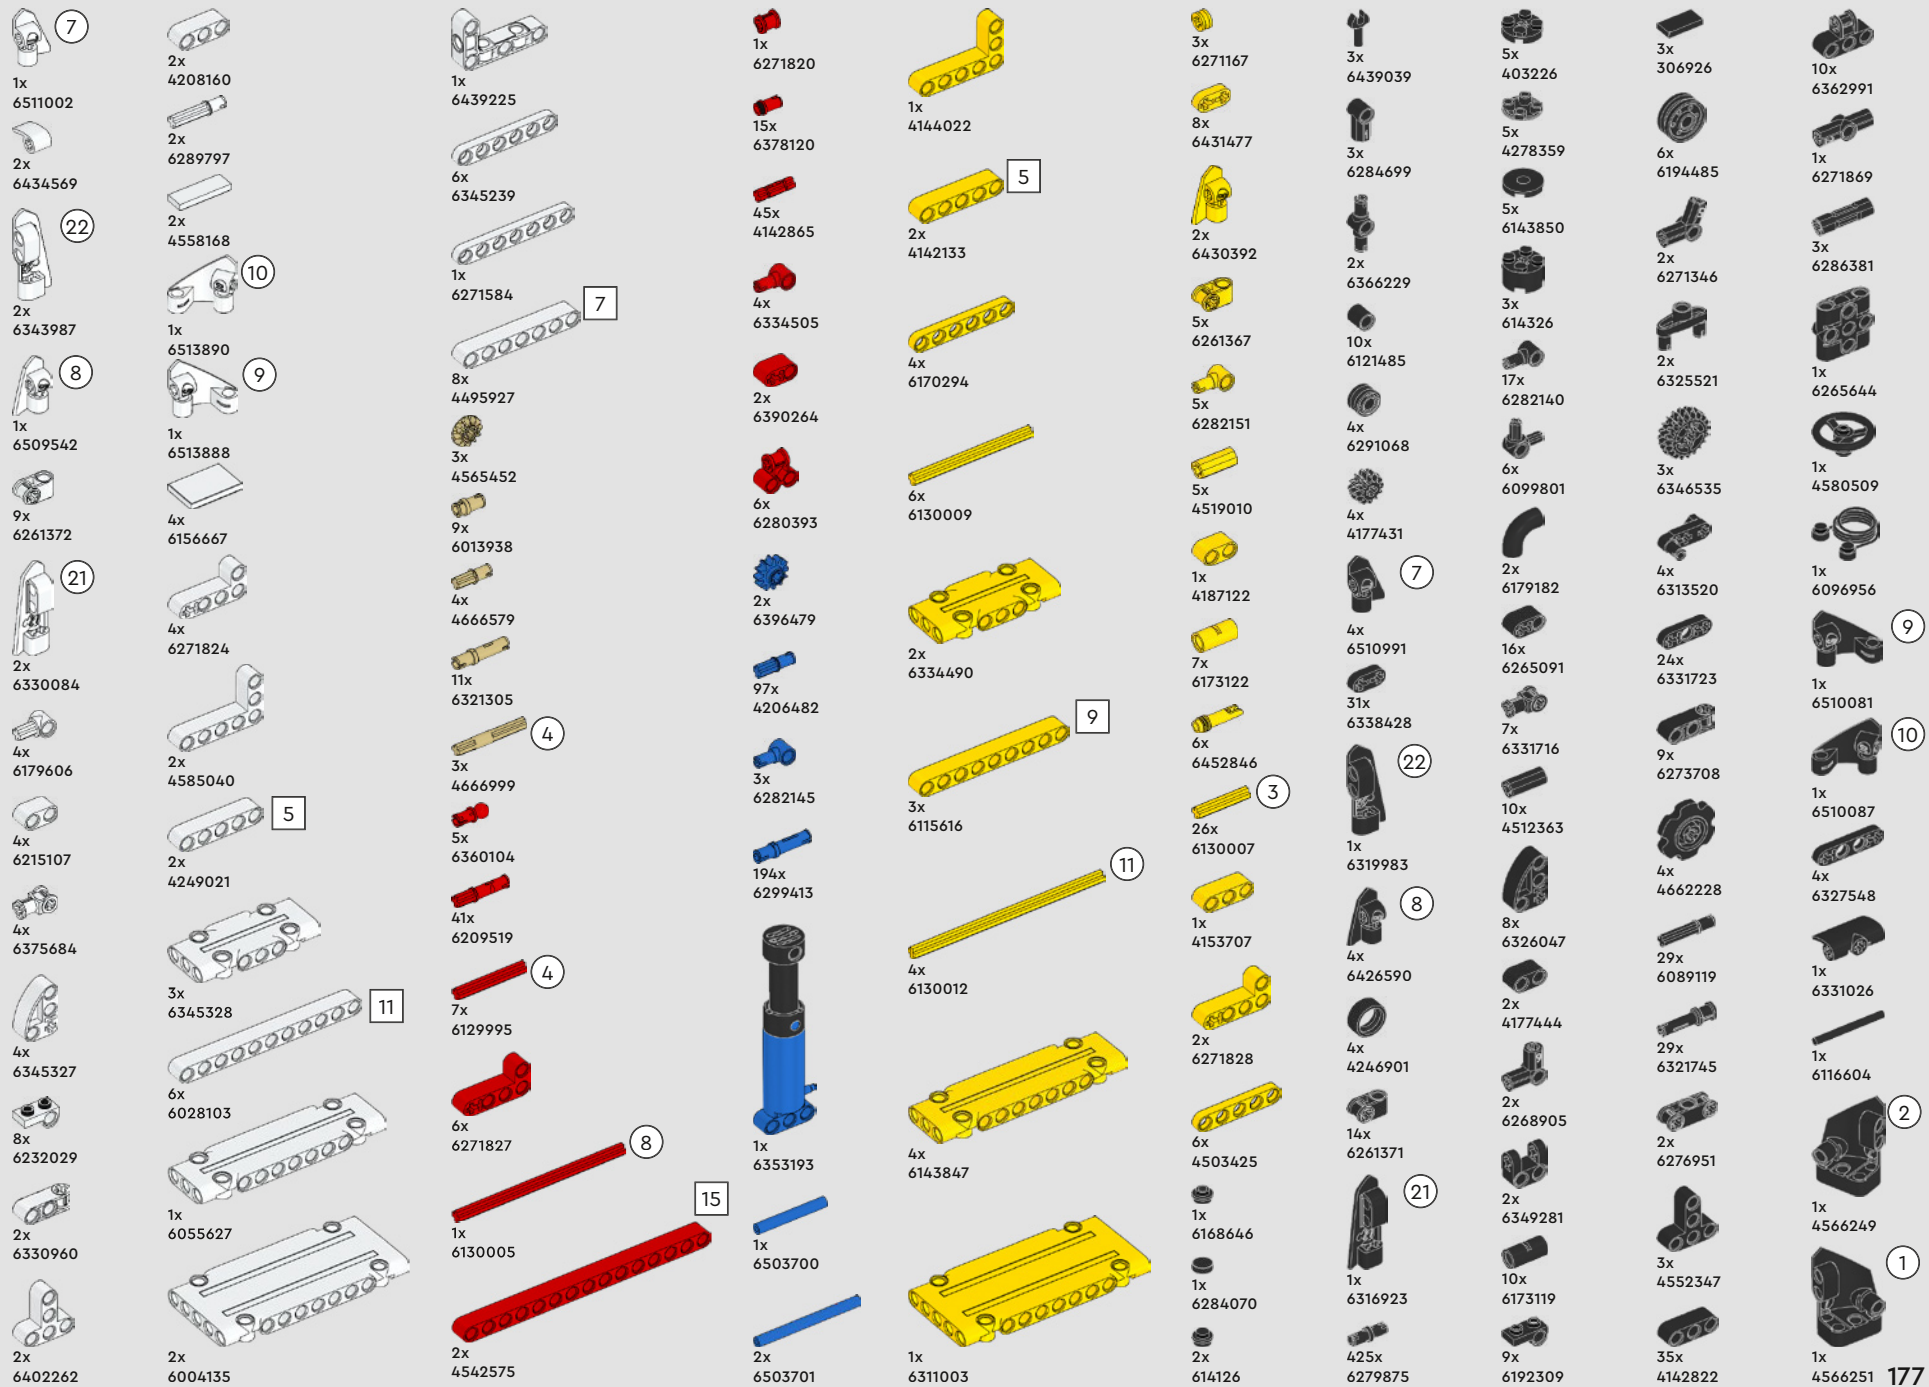 7
1x
6511002
2x
6434569
22
2x
6343987
8
1x
6509542
9x
6261372
21
2x
6330084
4x
6179606
4x
6215107
4x
6375684
4x
6345327
8x
6232029
2x
6330960
2x
6402262
2x
4208160
2x
6289797
2x
4558168
10
1x
6513890
9
1x
6513888
4x
6156667
4x
6271824
2x
4585040
5
2x
4249021
3x
6345328
11
6x
6028103
1x
6055627
2x
6004135
1x
6439225
6x
6345239
1x
6271584
7
8x
4495927
3x
4565452
9x
6013938
4x
4666579
11x
6321305
4
3x
4666999
5x
6360104
41x
6209519
4
7x
6129995
6x
6271827
8
1x
6130005
15
2x
4542575
1x
6271820
15x
6378120
45x
4142865
4x
6334505
2x
6390264
6x
6280393
2x
6396479
97x
4206482
3x
6282145
194x
6299413
1x
6353193
1x
6503700
2x
6503701
1x
4144022
5
2x
4142133
4x
6170294
6x
6130009
2x
6334490
9
3x
6115616
11
4x
6130012
4x
6143847
1x
6311003
3x
6271167
8x
6431477
2x
6430392
5x
6261367
5x
6282151
5x
4519010
1x
4187122
7x
6173122
6x
6452846
3
26x
6130007
1x
4153707
2x
6271828
6x
4503425
1x
6168646
1x
6284070
2x
614126
3x
6439039
3x
6284699
2x
6366229
10x
6121485
4x
6291068
4x
4177431
7
4x
6510991
31x
6338428
22
1x
6319983
8
4x
6426590
4x
4246901
14x
6261371
21
1x
6316923
425x
6279875
5x
403226
5x
4278359
5x
6143850
3x
614326
17x
6282140
6x
6099801
2x
6179182
16x
6265091
7x
6331716
10x
4512363
8x
6326047
2x
4177444
2x
6268905
2x
6349281
10x
6173119
9x
6192309
3x
306926
6x
6194485
2x
6271346
2x
6325521
3x
6346535
4x
6313520
24x
6331723
9x
6273708
4x
4662228
29x
6089119
29x
6321745
2x
6276951
3x
4552347
35x
4142822
10x
6362991
1x
6271869
3x
6286381
1x
6265644
1x
4580509
1x
6096956
9
1x
6510081
10
1x
6510087
4x
6327548
1x
6331026
1x
6116604
2
1x
4566249
1
1x
4566251
177